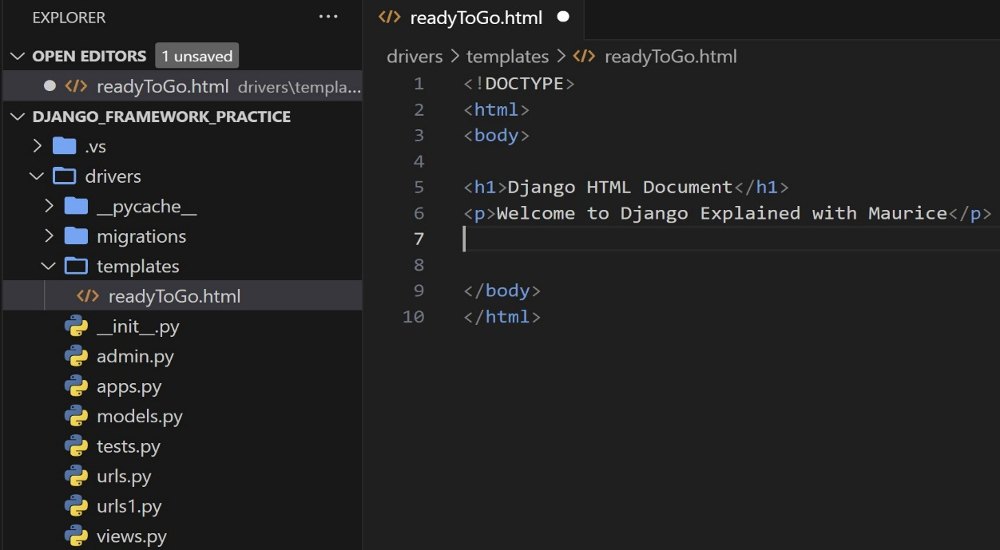 EXPLORER
OPEN EDITORS 1 unsaved
readyToGo.html drivers\templa...
DJANGO_FRAMEWORK_PRACTICE
.vs
drivers
__pycache__
migrations
templates
readyToGo.html
__init__.py
admin.py
apps.py
models.py
tests.py
urls.py
urls1.py
views.py
readyToGo.html
drivers > templates > readyToGo.html
1 <!DOCTYPE>
2 <html>
3 <body>
4
5 <h1>Django HTML Document</h1>
6 <p>Welcome to Django Explained with Maurice</p>
7
8
9 </body>
10 </html>